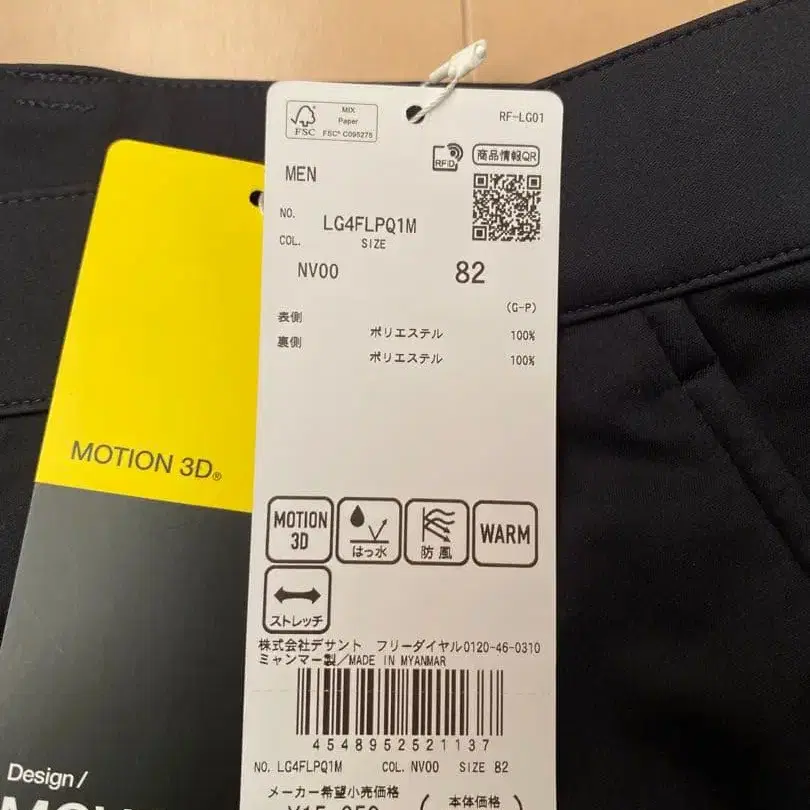 FSC
MIX
Paper
FSC® C095275
RF-LG01
RFID
商品情報QR
MEN
NO.
LG4FLPQ1M
COL.
SIZE
NV00
82
(G-P)
表側
ポリエステル 100%
裏側
ポリエステル 100%
MOTION 3D®
MOTION
3D
はっ水
防風
WARM
ストレッチ
株式会社デサント フリーダイヤル0120-46-0310
ミャンマー製/MADE IN MYANMAR
4548952521137
NO. LG4FLPQ1M COL. NV00 SIZE 82
メーカー希望小売価格
本体価格
Design/